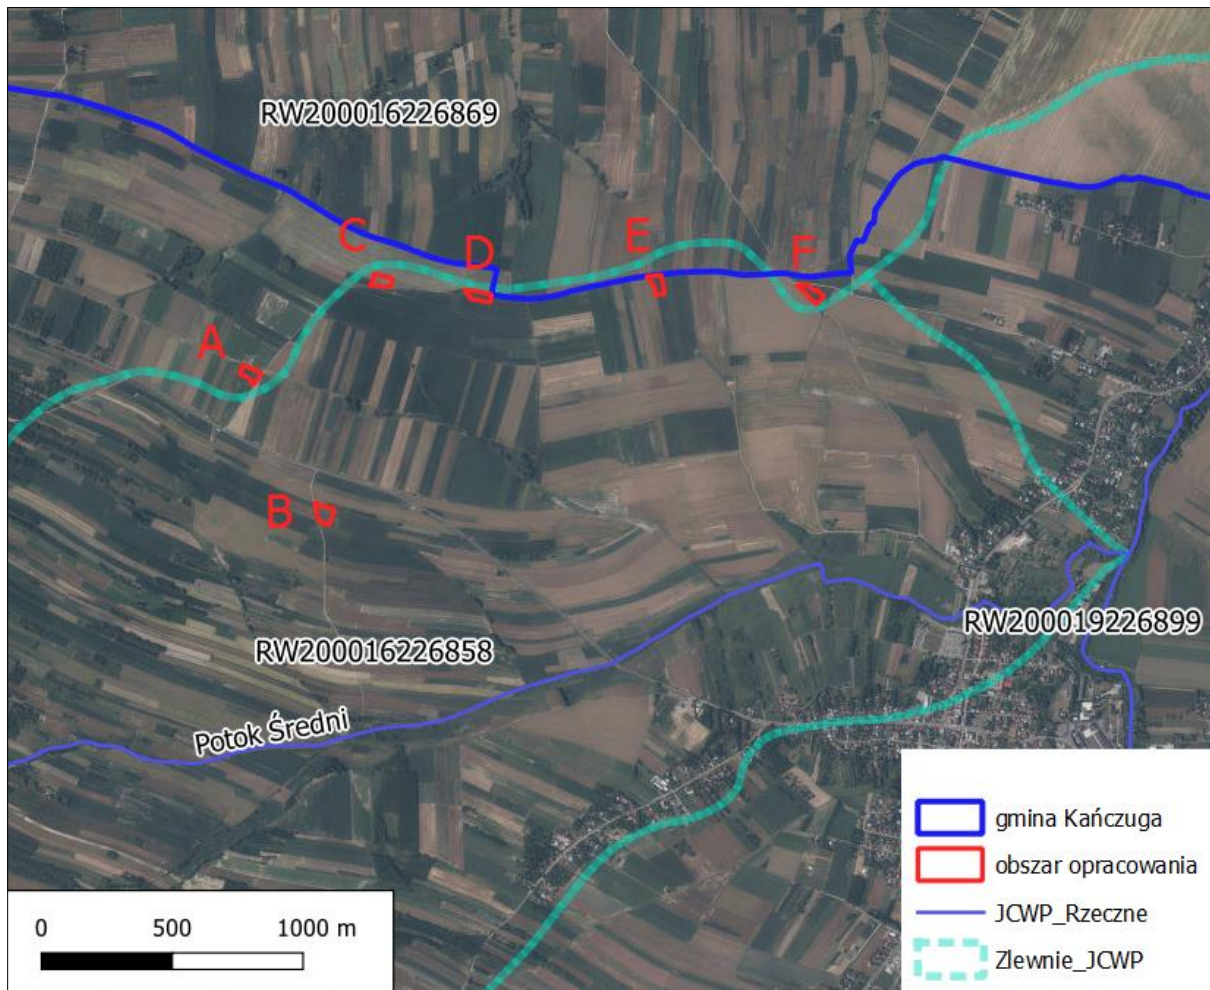 RW200016226869
C
D
E
F
A
B
RW200019226899
RW200016226858
Potok Średni
gmina Kańczuga
obszar opracowania
JCWP_Rzeczne
Zlewnie_JCWP
0 500 1000 m